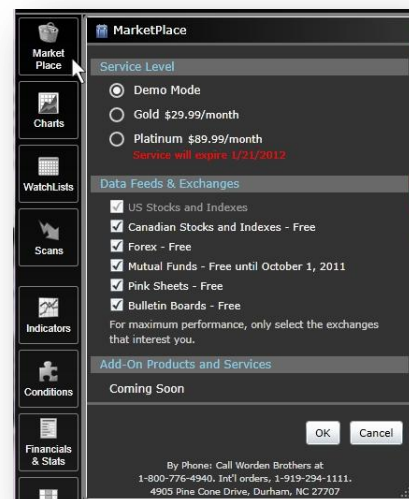 Market
Place
Charts
WatchLists
Scans
Indicators
Conditions
Financials
& Stats
MarketPlace
Service Level
Demo Mode
Gold $29.99/month
Platinum $89.99/month
Service will expire 1/21/2012
Data Feeds & Exchanges
US Stocks and Indexes
Canadian Stocks and Indexes - Free
Forex - Free
Mutual Funds - Free until October 1, 2011
Pink Sheets - Free
Bulletin Boards - Free
For maximum performance, only select the exchanges
that interest you.
Add-On Products and Services
Coming Soon
OK
Cancel
By Phone: Call Worden Brothers at
1-800-776-4940. Int'l orders, 1-919-294-1111.
4905 Pine Cone Drive, Durham, NC 27707